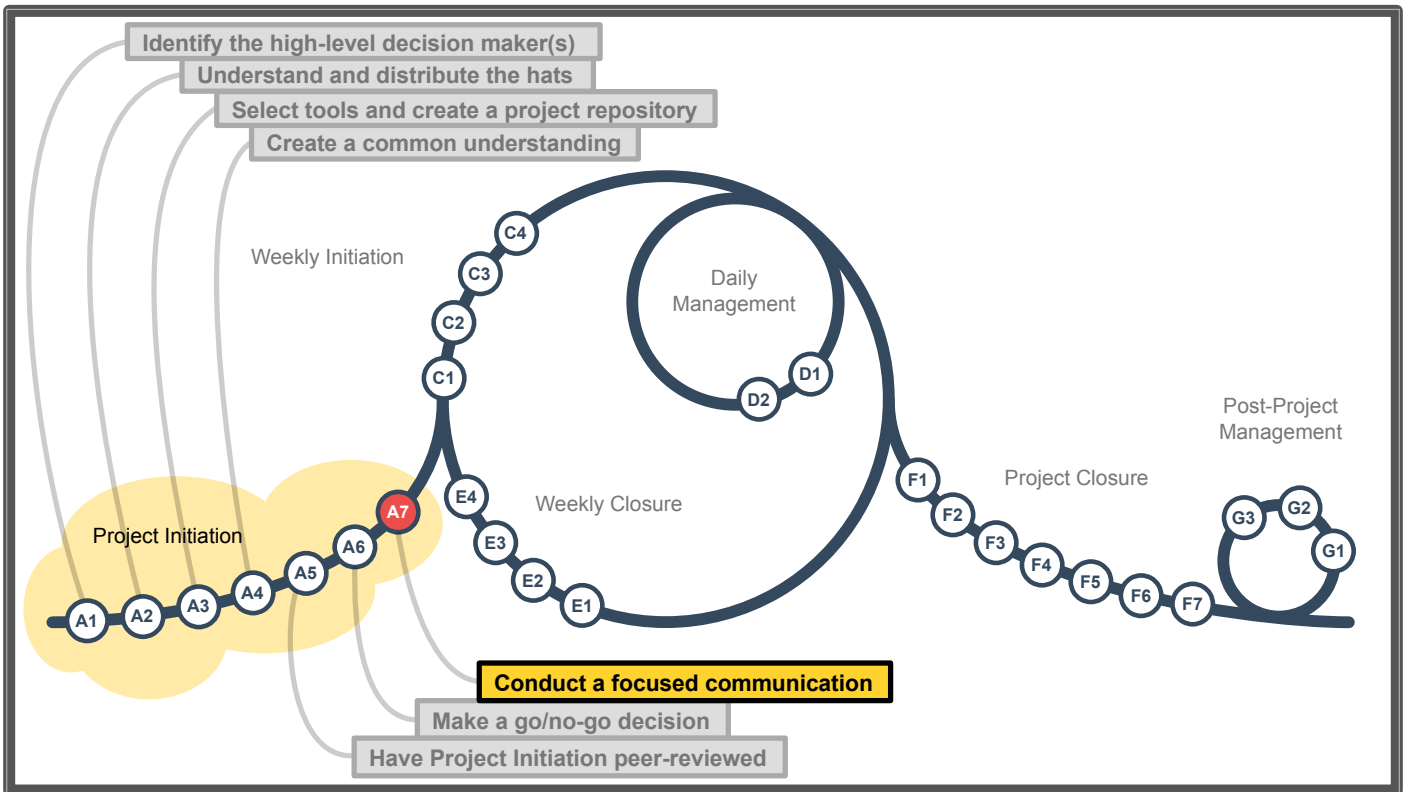 Identify the high-level decision maker(s)
Understand and distribute the hats
Select tools and create a project repository
Create a common understanding
Weekly Initiation
C4
C3
C2
C1
Daily
Management
D1
D2
Post-Project
Management
Project Closure
Weekly Closure
Project Initiation
A1
A2
A3
A4
A5
A6
A7
E4
E3
E2
E1
F1
F2
F3
F4
F5
F6
F7
G3
G2
G1
Conduct a focused communication
Make a go/no-go decision
Have Project Initiation peer-reviewed